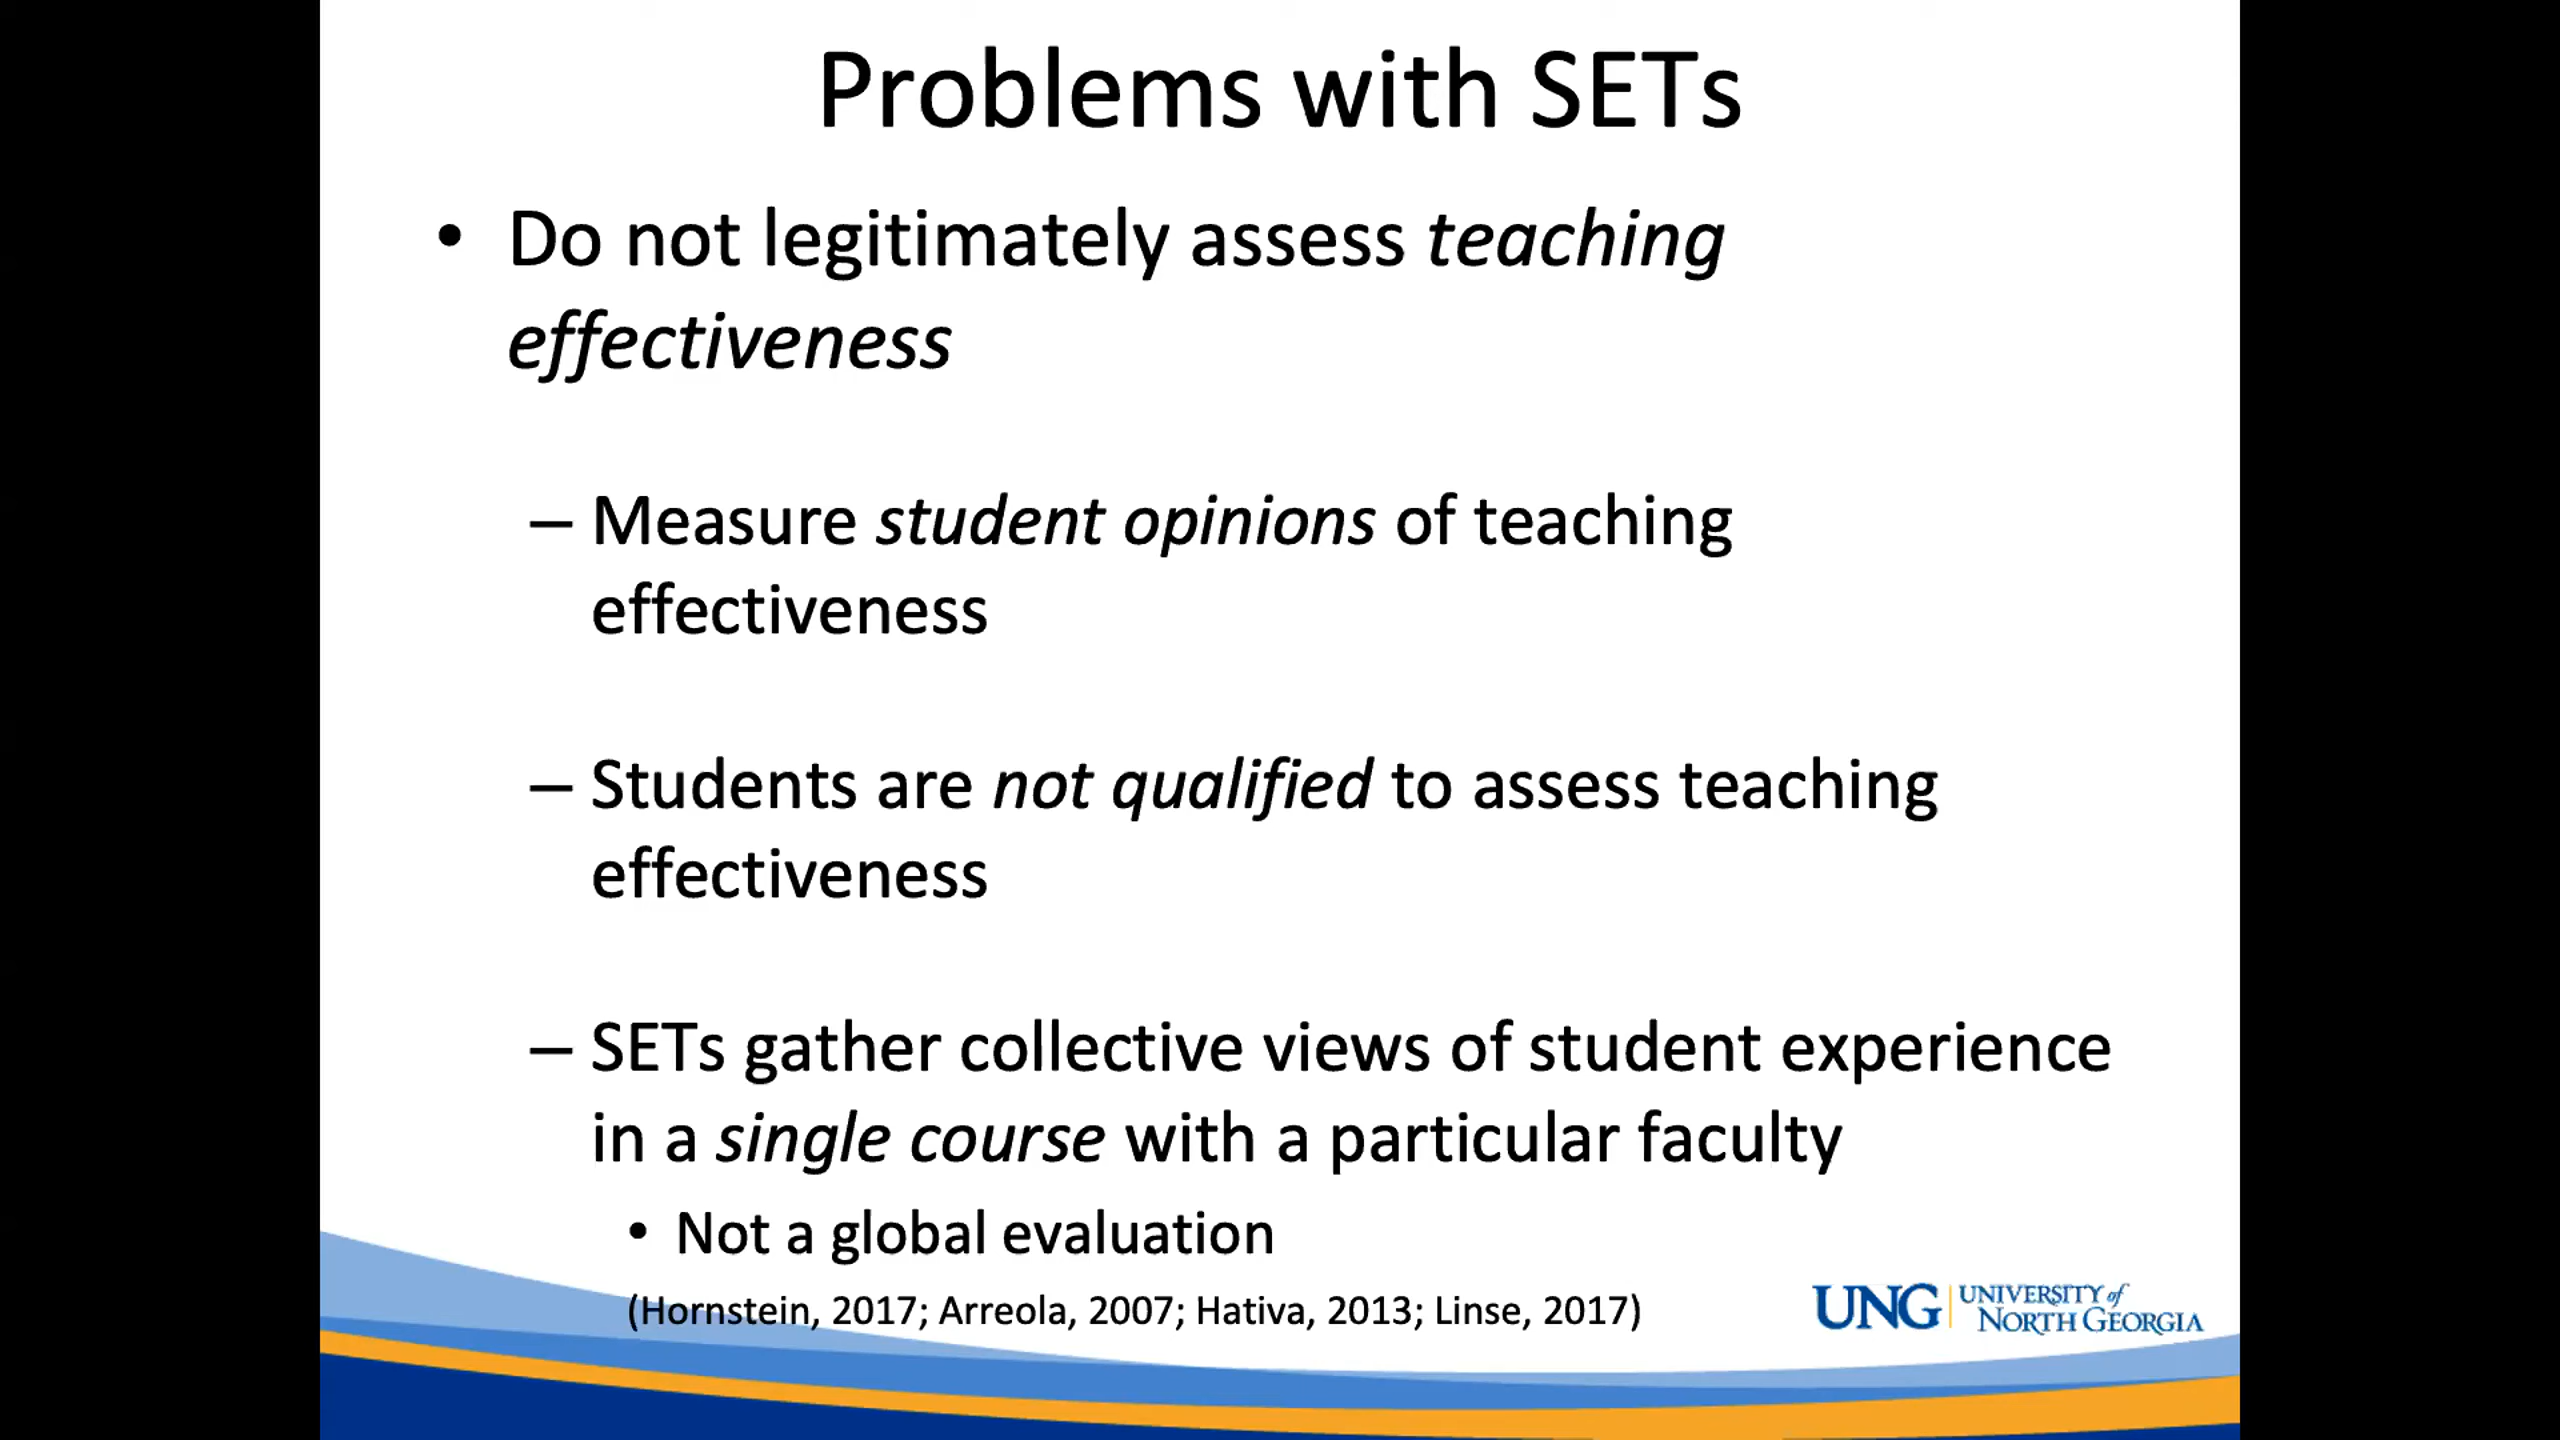 Problems with SETs
• Do not legitimately assess teaching
effectiveness
– Measure student opinions of teaching
effectiveness
– Students are not qualified to assess teaching
effectiveness
– SETs gather collective views of student experience
in a single course with a particular faculty
• Not a global evaluation
(Hornstein, 2017; Arreola, 2007; Hativa, 2013; Linse, 2017)
UNG UNIVERSITY of
NORTH GEORGIA